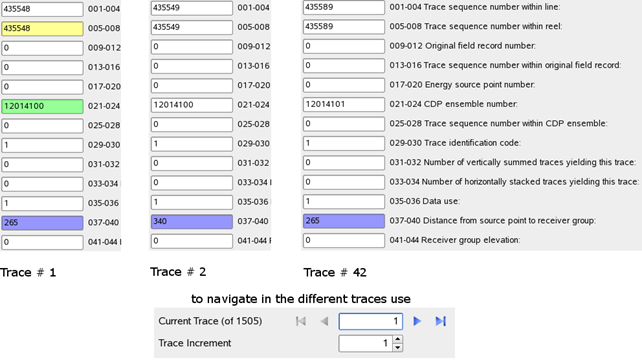 435548 001-004 435549 001-004 435589 001-004 Trace sequence number within line:
435548 005-008 435549 005-008 435589 005-008 Trace sequence number within reel:
0 009-012 0 009-012 0 009-012 Original field record number:
0 013-016 0 013-016 0 013-016 Trace sequence number within original field record:
0 017-020 0 017-020 0 017-020 Energy source point number:
12014100 021-024 12014100 021-024 12014101 021-024 CDP ensemble number:
0 025-028 0 025-028 0 025-028 Trace sequence number within CDP ensemble:
1 029-030 1 029-030 1 029-030 Trace identification code:
0 031-032 0 031-032 0 031-032 Number of vertically summed traces yielding this trace:
0 033-034 0 033-034 0 033-034 Number of horizontally stacked traces yielding this trace:
1 035-036 1 035-036 1 035-036 Data use:
265 037-040 340 037-040 265 037-040 Distance from source point to receiver group:
0 041-044 0 041-044 0 041-044 Receiver group elevation:
Trace # 1 Trace # 2 Trace # 42
to navigate in the different traces use
Current Trace (of 1505) 1
Trace Increment 1